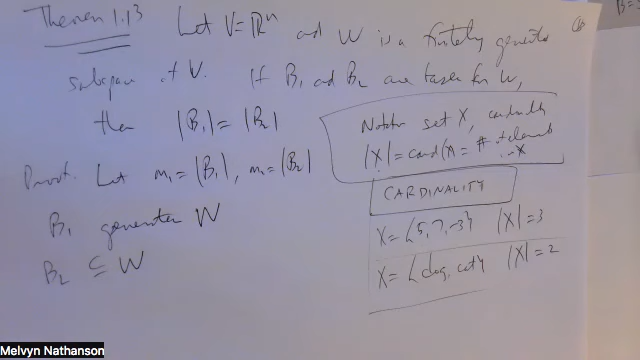 Theorem 1.13 Let V = ℝⁿ and W is a finitely generated
subspace of V. If B₁ and B₂ are bases for W,
then |B₁| = |B₂|
Proof. Let m₁ = |B₁|, m₂ = |B₂|
B₁ generates W
B₂ ⊆ W
Notation set X, cardinality
|X| = card(X) = # of elements in X
CARDINALITY
X = {5, 7, -3} |X| = 3
X = {dog, cat} |X| = 2
B =
Melvyn Nathanson